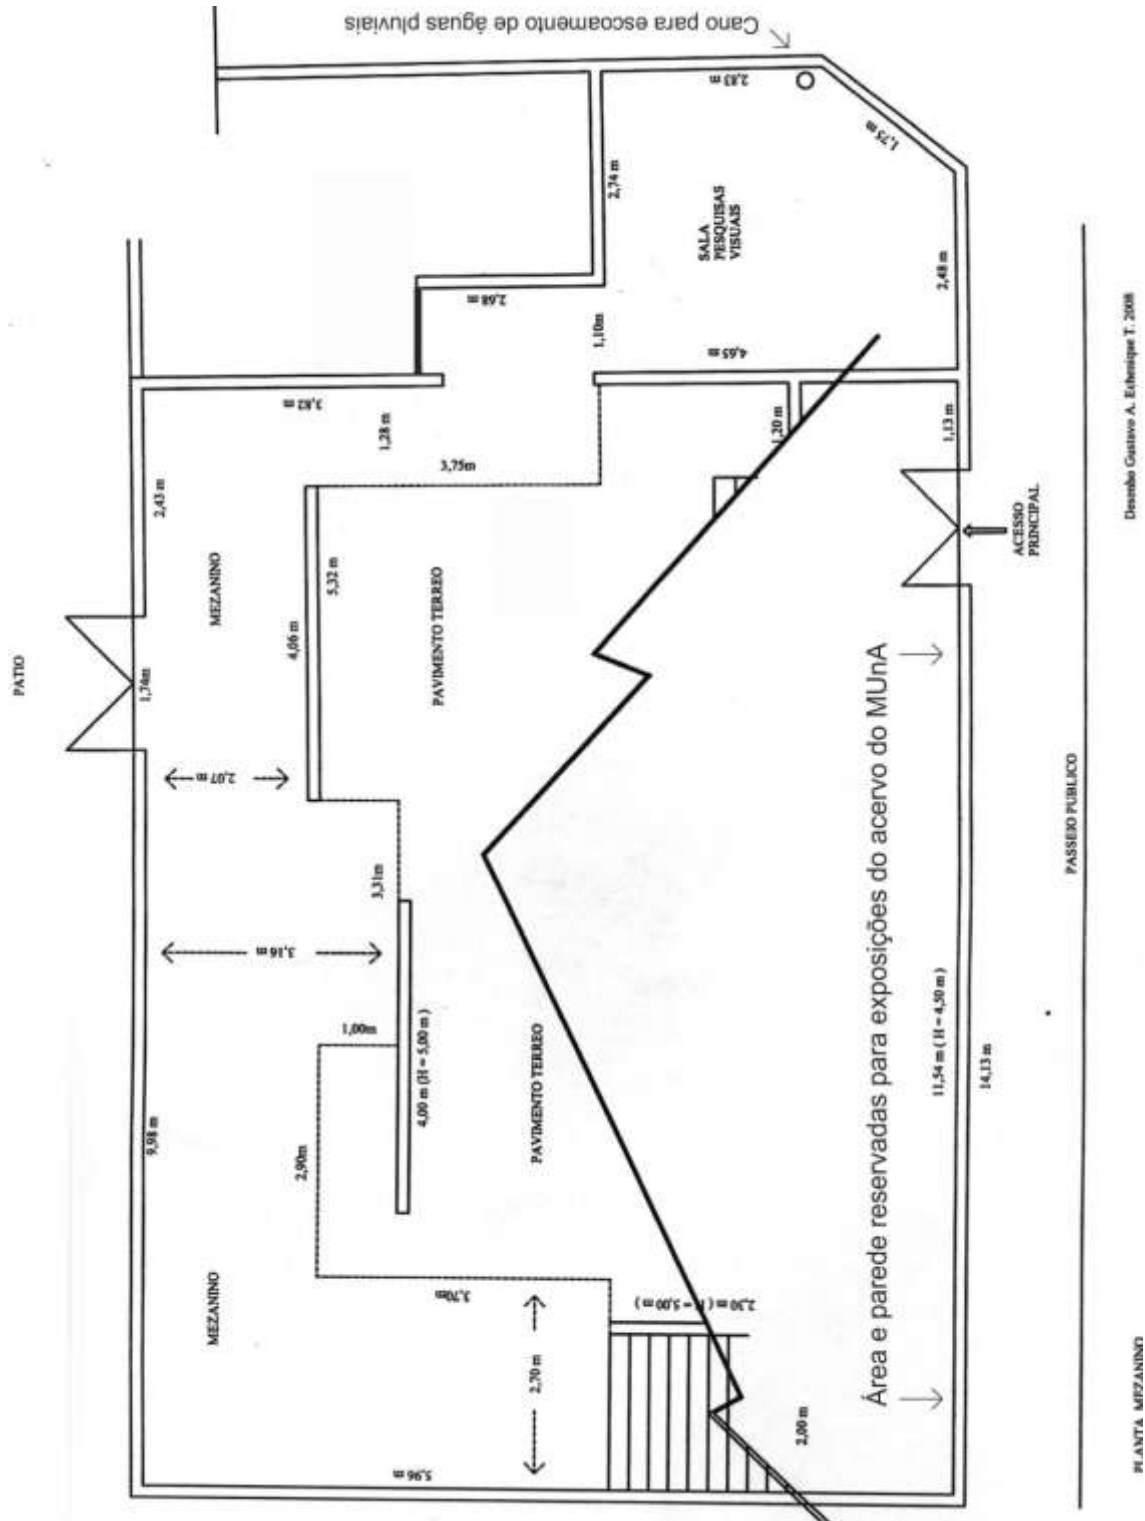 Cano para escoamento de águas pluviais
2,83 m
1,75 m
2,74 m
SALA
PESQUISAS
VISUAIS
2,48 m
2,68 m
1,10m
4,65 m
3,82 m
1,28 m
1,20 m
1,13 m
3,75m
2,43 m
MEZANINO
5,32 m
4,06 m
PAVIMENTO TERREO
ACESSO
PRINCIPAL
PATIO
1,74m
2,07 m
3,31m
3,16 m
1,00m
4,00 m (H = 5,00 m )
PAVIMENTO TERREO
9,98 m
2,90m
MEZANINO
3,70m
2,70 m
2,30 m ( H = 5,00 m )
5,96 m
2,00 m
Área e parede reservadas para exposições do acervo do MUnA
11,54 m ( H = 4,50 m )
14,13 m
PASSEIO PUBLICO
Desenho Gustavo A. Echenique T. 2008
PLANTA MEZANINO